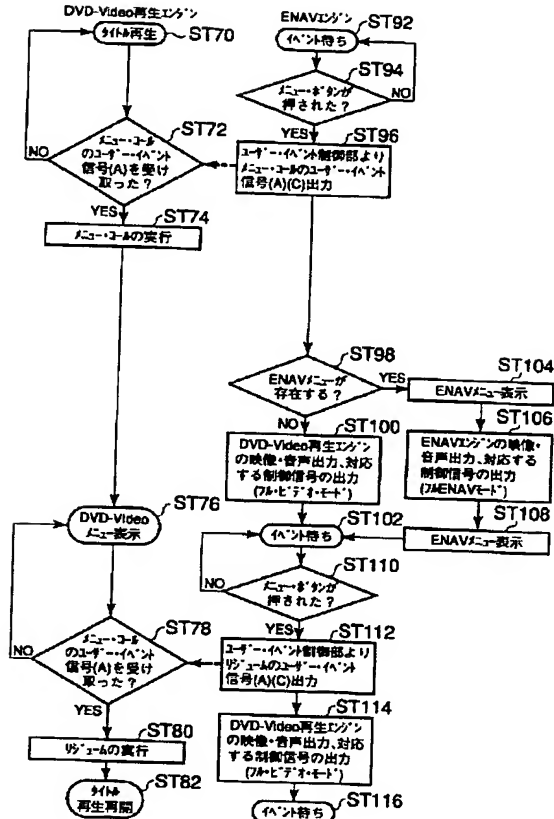 DVD-Video再生エンジン
ST70
タイトル再生
ST72
メニュー・コール
のユーザー・イベント
信号(A)を受け
取った？
NO
YES
ST74
メニュー・コールの実行
ST76
DVD-Video
メニュー表示
ST78
メニュー・コール
のユーザー・イベント
信号(A)を受け
取った？
NO
YES
ST80
リジュームの実行
ST82
タイトル
再生再開
ENAVエンジン
ST92
イベント待ち
ST94
メニュー・ボタンが
押された？
NO
YES
ST96
ユーザー・イベント制御部より
メニューコールのユーザー・イベント
信号(A)(C)出力
ST98
ENAVメニューが
存在する？
YES
NO
ST104
ENAVメニュー表示
ST100
DVD-Video再生エンジン
の映像・音声出力、対応
する制御信号の出力
(フル・ビデオ・モード)
ST106
ENAVエンジンの映像・
音声出力、対応する
制御信号の出力
(フルENAVモード)
ST102
イベント待ち
ST108
ENAVメニュー表示
ST110
メニュー・ボタンが
押された？
NO
YES
ST112
ユーザー・イベント制御部より
リジュームのユーザー・イベント
信号(A)(C)出力
ST114
DVD-Video再生エンジン
の映像・音声出力、対応
する制御信号の出力
(フル・ビデオ・モード)
ST116
イベント待ち